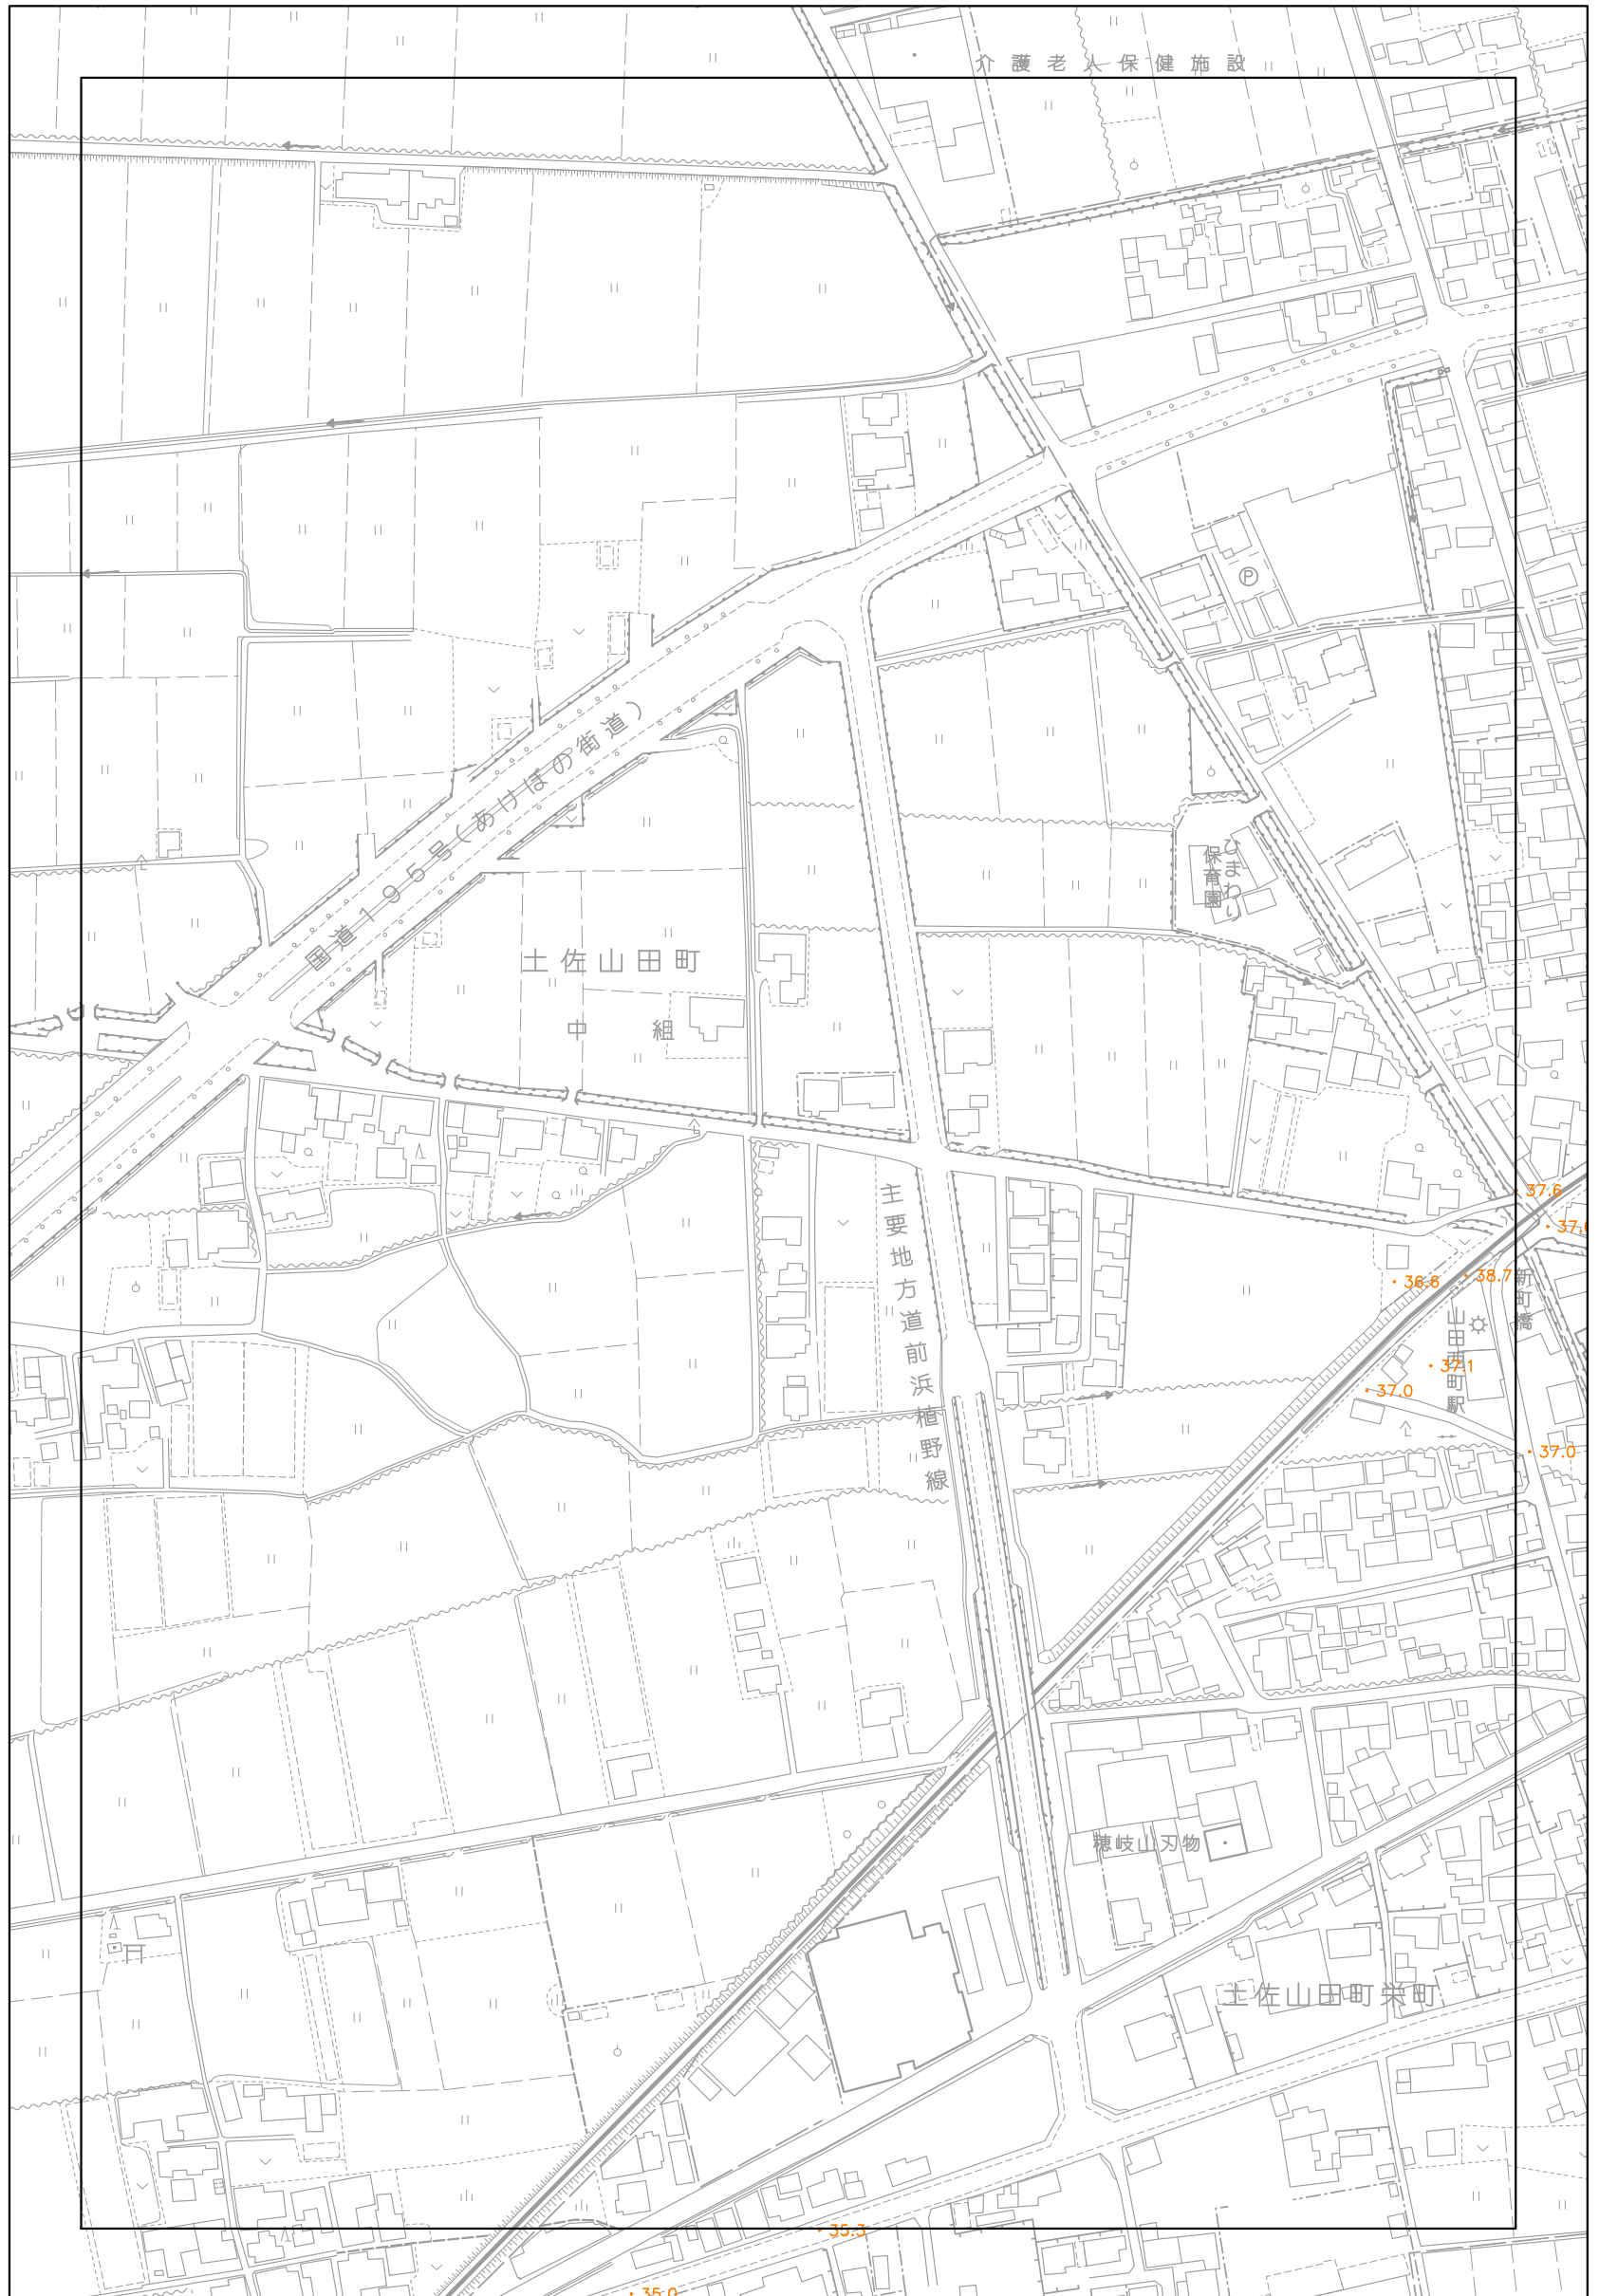 介護老人保健施設
P
国道195号(あけぼの街道)
ひまわり
保育園
土佐山田町
中組
主要地方道前浜植野線
37.6
37.0
36.6
38.7
新町橋
山田西町駅
37.1
37.0
37.0
穂岐山刃物
土佐山田町栄町
35.3
35.0